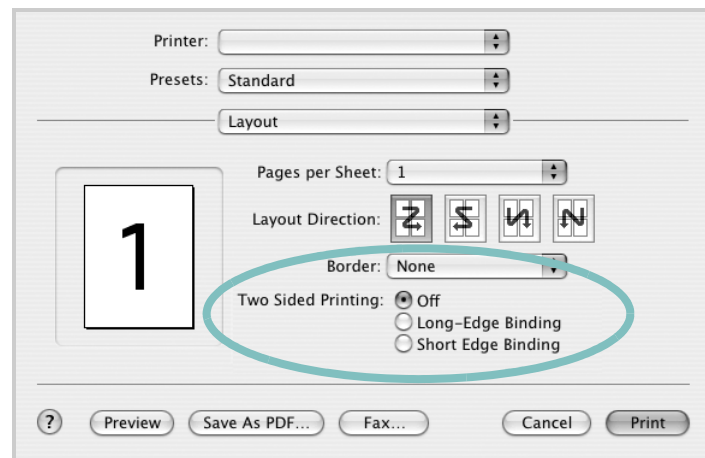 Printer:
Presets: Standard
Layout
Pages per Sheet: 1
Layout Direction:
1
Border: None
Two Sided Printing: Off
Long-Edge Binding
Short Edge Binding
? Preview Save As PDF... Fax... Cancel Print